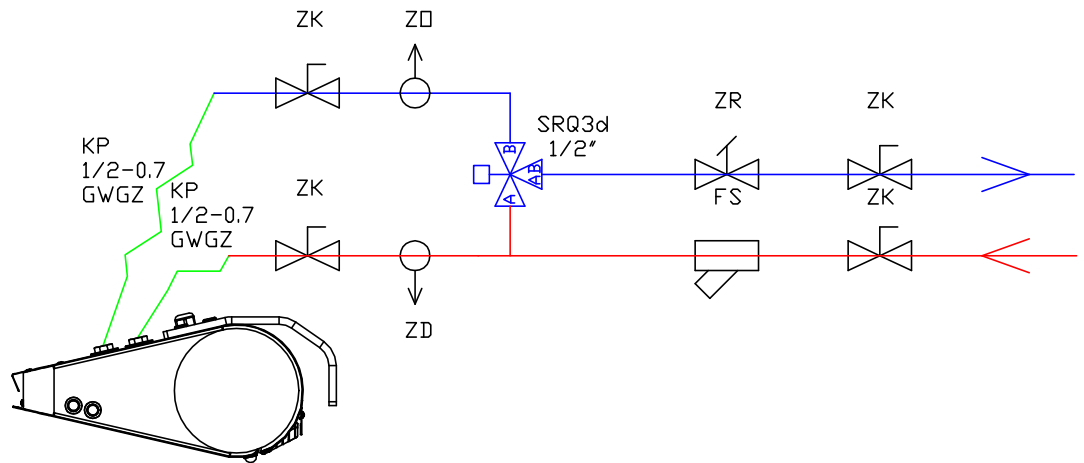 ZK
ZO
KP
1/2-0.7
GWGZ
KP
1/2-0.7
GWGZ
ZK
ZD
SRQ3d
1/2"
B
AB
A
ZR
ZK
FS
ZK